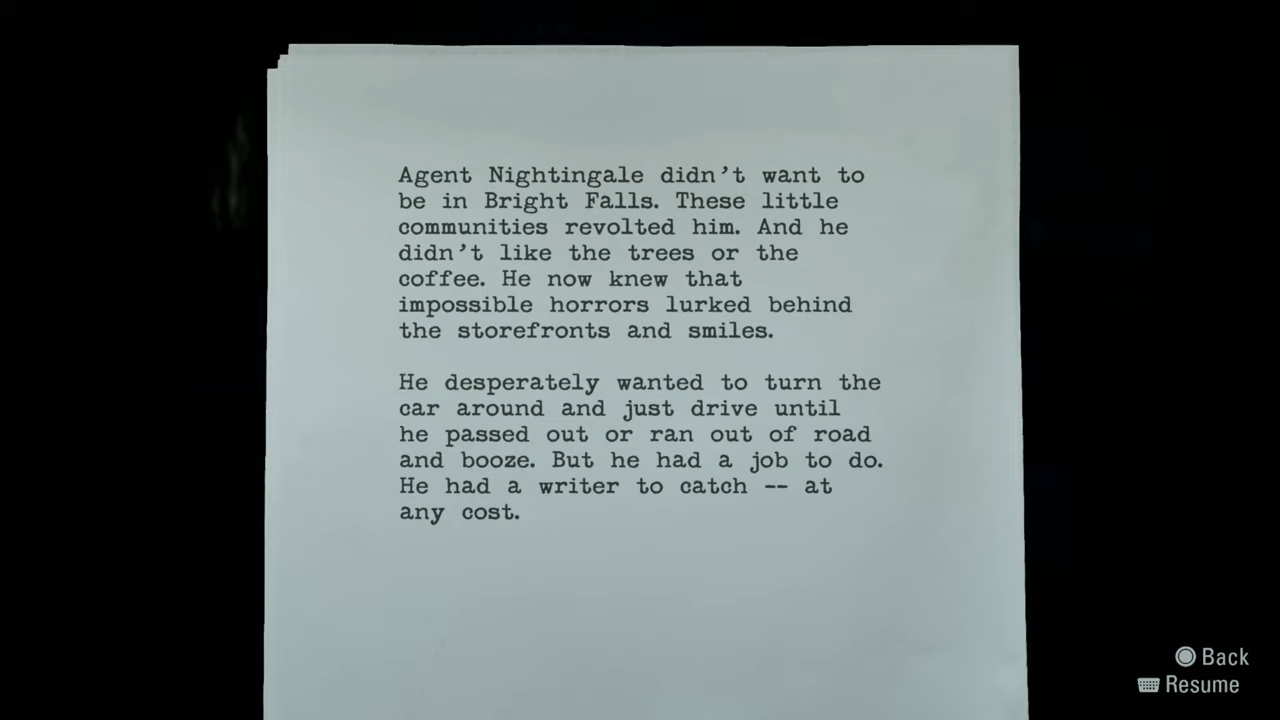 Agent Nightingale didn't want to
be in Bright Falls. These little
communities revolted him. And he
didn't like the trees or the
coffee. He now knew that
impossible horrors lurked behind
the storefronts and smiles.
He desperately wanted to turn the
car around and just drive until
he passed out or ran out of road
and booze. But he had a job to do.
He had a writer to catch -- at
any cost.
Back
Resume